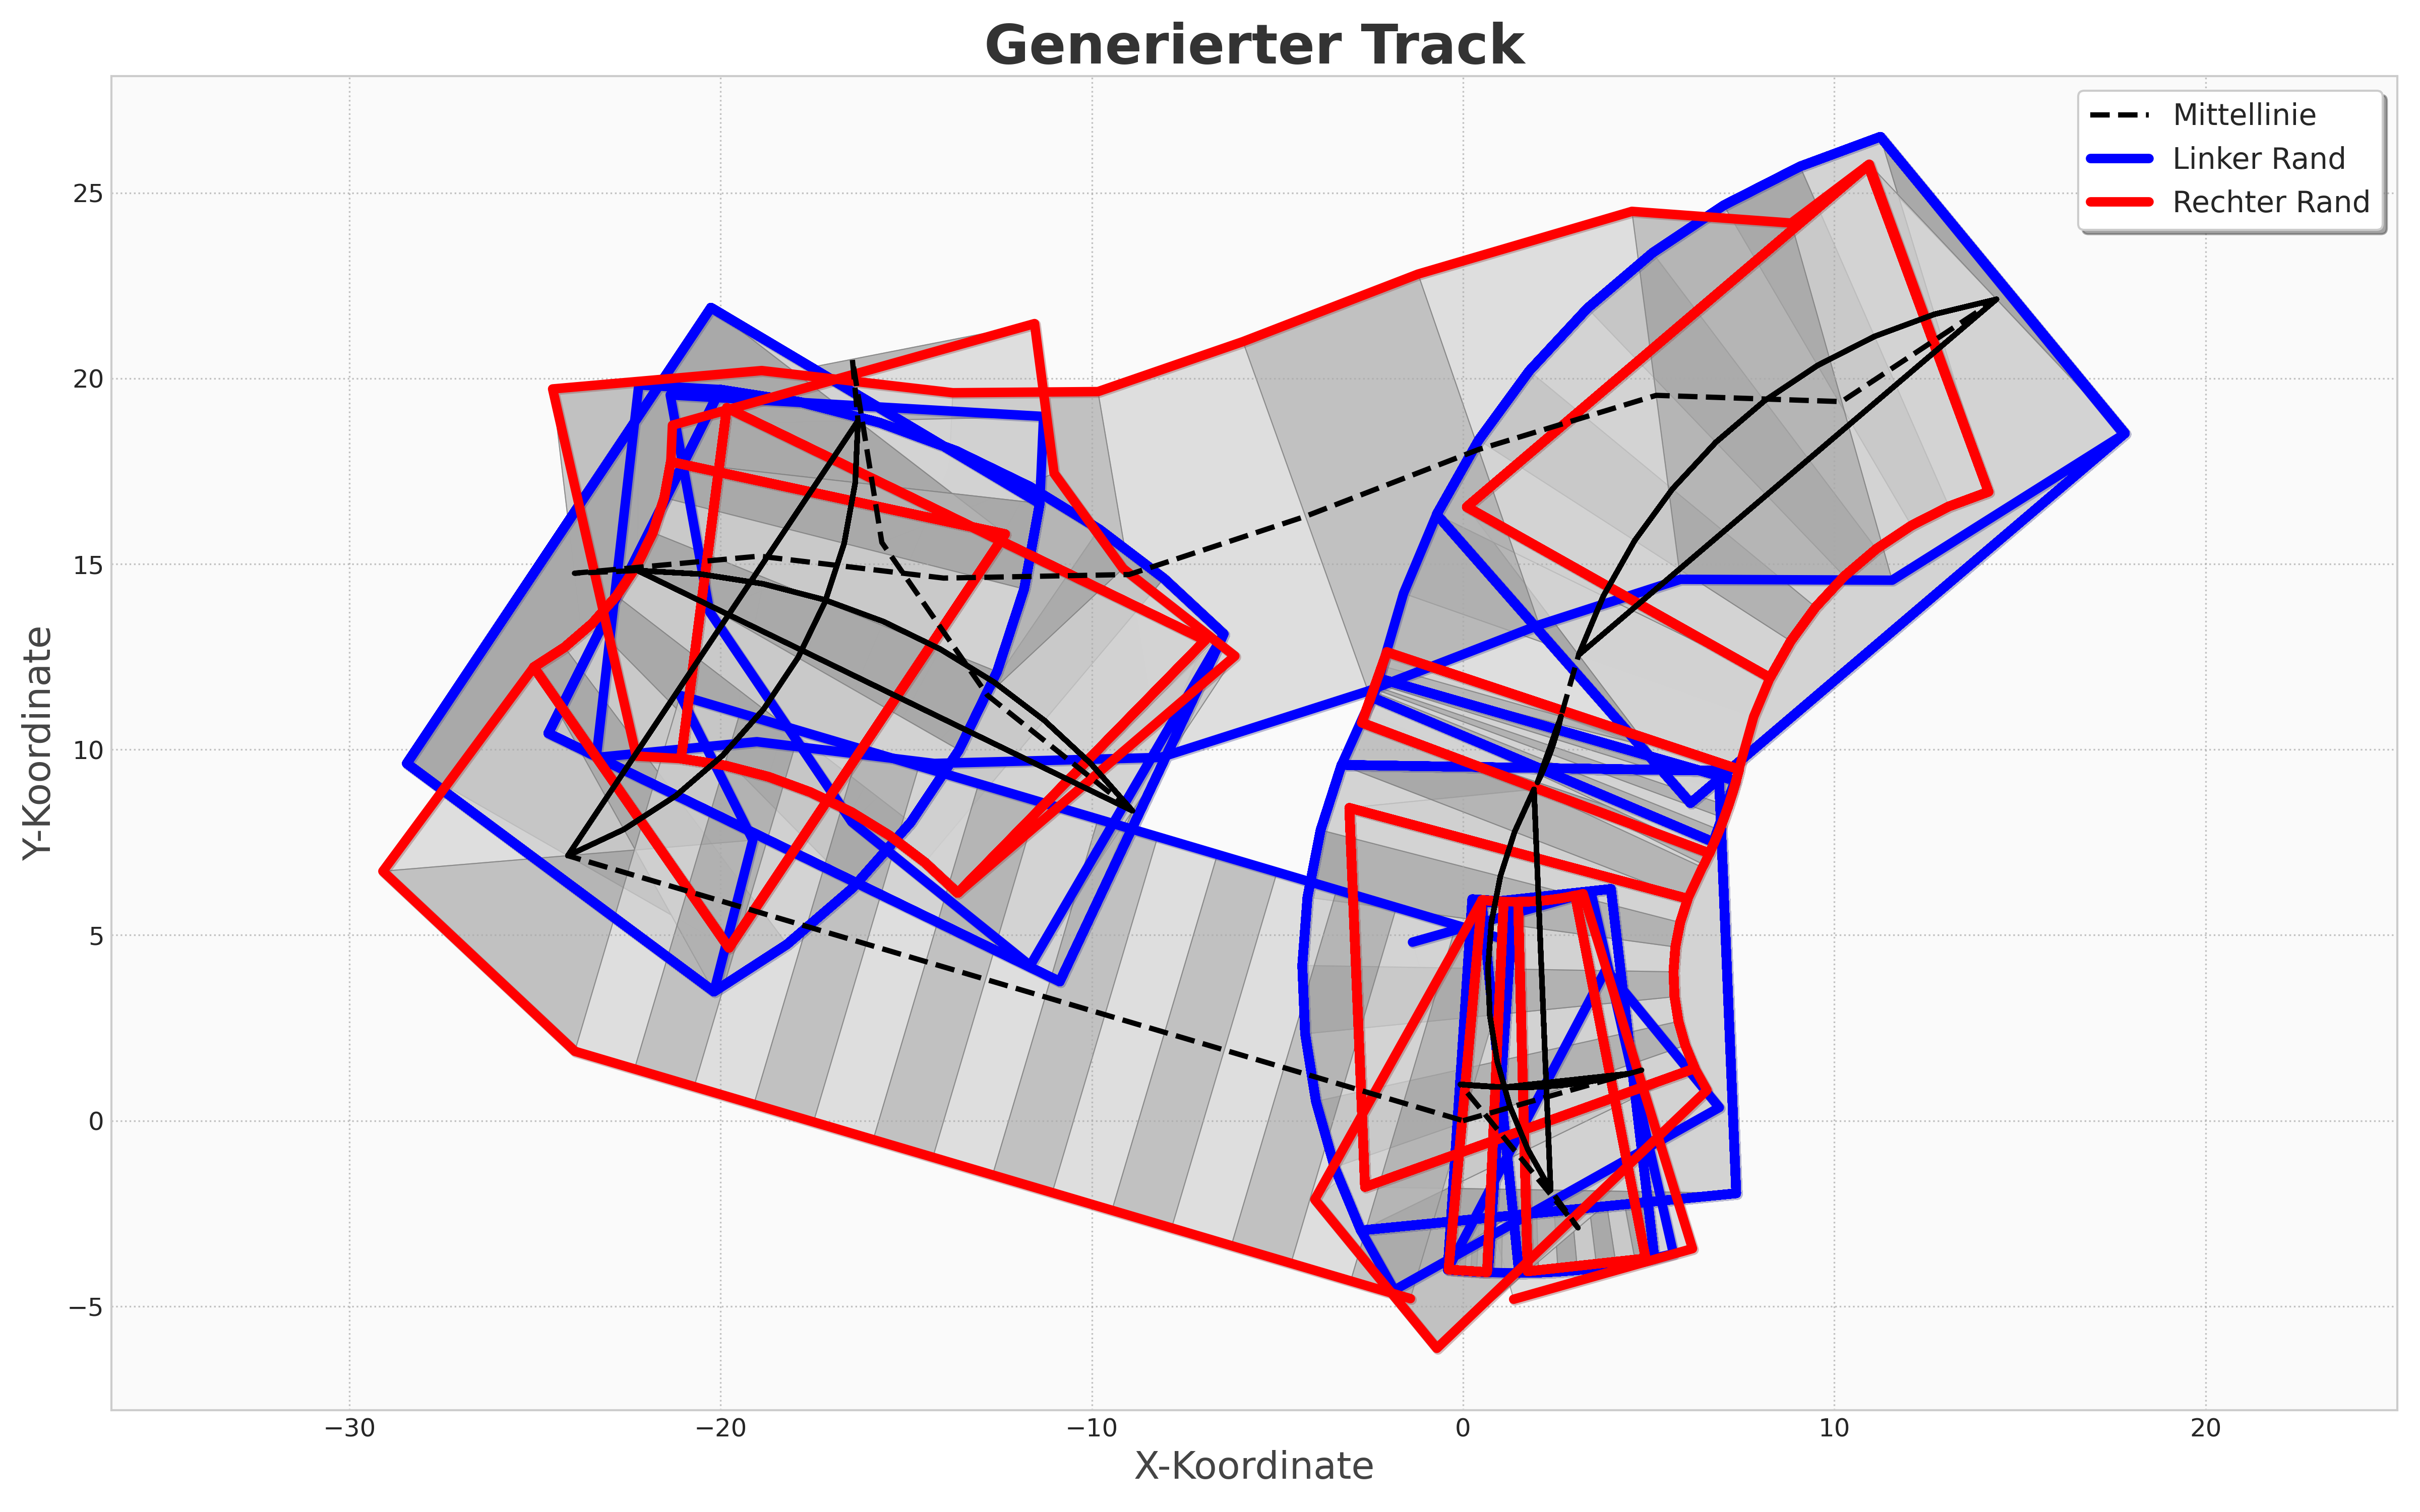 Generierter Track
Mittellinie
Linker Rand
Rechter Rand
25
20
15
10
5
0
−5
Y-Koordinate
−30
−20
−10
0
10
20
X-Koordinate